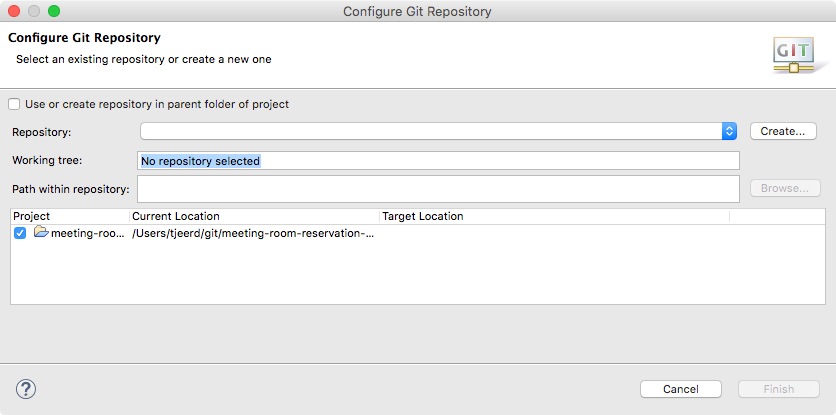 Configure Git Repository
Configure Git Repository
Select an existing repository or create a new one
GIT
Use or create repository in parent folder of project
Repository: Create...
Working tree: No repository selected
Path within repository: Browse...
Project Current Location Target Location
meeting-roo... /Users/tjeerd/git/meeting-room-reservation-...
? Cancel Finish